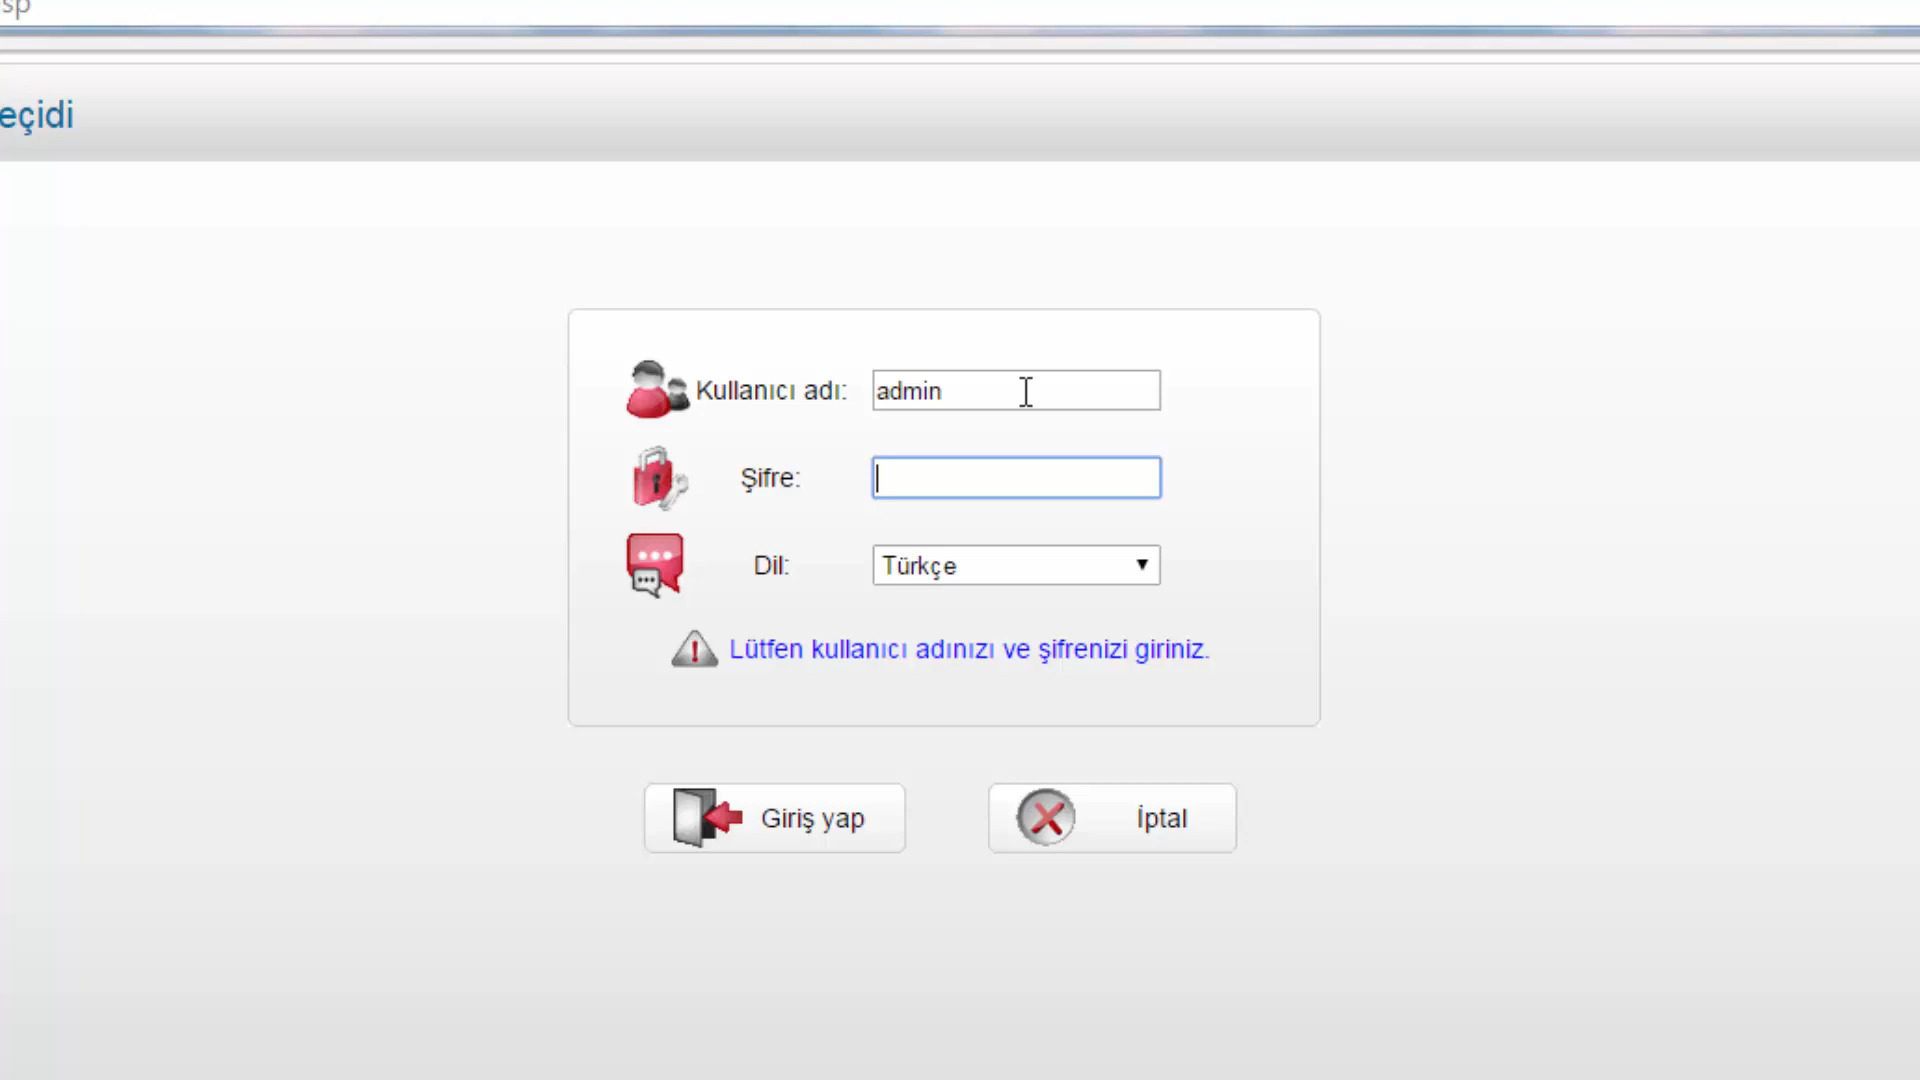 sp
eçidi
Kullanıcı adı: admin
Şifre:
Dil: Türkçe
Lütfen kullanıcı adınızı ve şifrenizi giriniz.
Giriş yap İptal